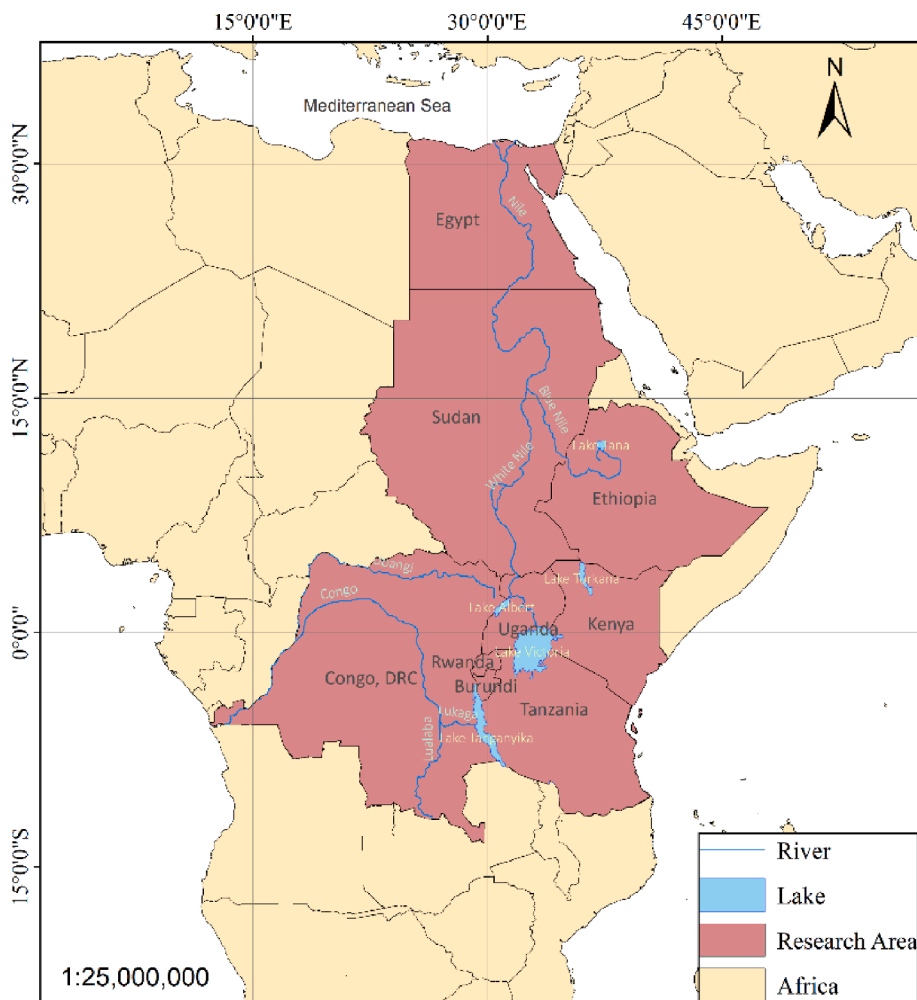 15°0'0"E 30°0'0"E 45°0'0"E
N
Mediterranean Sea
30°0'0"N
Nile
Egypt
15°0'0"N
Blue Nile
Sudan
Lake Tana
White Nile
Ethiopia
Congo
Lake Turkana
Lake Albert
0°0'0"
Uganda
Kenya
Lake Victoria
Rwanda
Congo, DRC
Burundi
Tanzania
Lukaga
Lualaba
Lake Tanganyika
15°0'0"S
River
Lake
Research Area
Africa
1:25,000,000